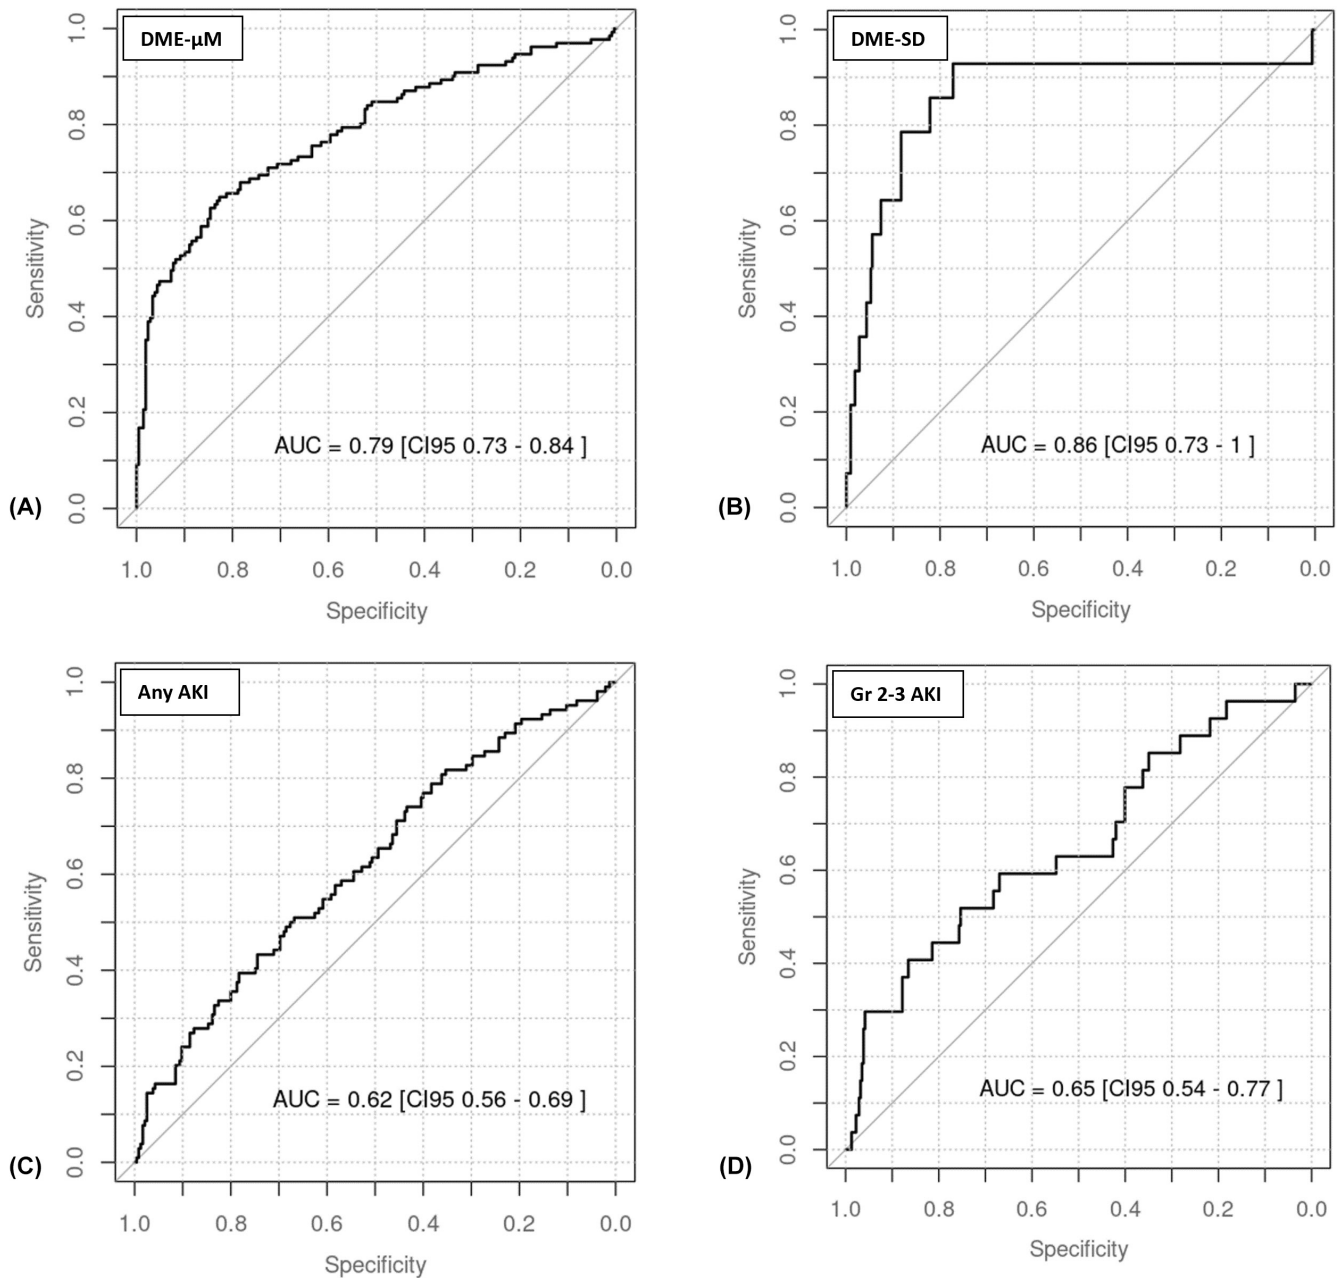 DME-µM
1.0
0.8
0.6
0.4
0.2
0.0
Sensitivity
AUC = 0.79 [CI95 0.73 - 0.84 ]
(A)
1.0 0.8 0.6 0.4 0.2 0.0
Specificity
DME-SD
1.0
0.8
0.6
0.4
0.2
0.0
Sensitivity
AUC = 0.86 [CI95 0.73 - 1 ]
(B)
1.0 0.8 0.6 0.4 0.2 0.0
Specificity
Any AKI
1.0
0.8
0.6
0.4
0.2
0.0
Sensitivity
AUC = 0.62 [CI95 0.56 - 0.69 ]
(C)
1.0 0.8 0.6 0.4 0.2 0.0
Specificity
Gr 2-3 AKI
1.0
0.8
0.6
0.4
0.2
0.0
Sensitivity
AUC = 0.65 [CI95 0.54 - 0.77 ]
(D)
1.0 0.8 0.6 0.4 0.2 0.0
Specificity